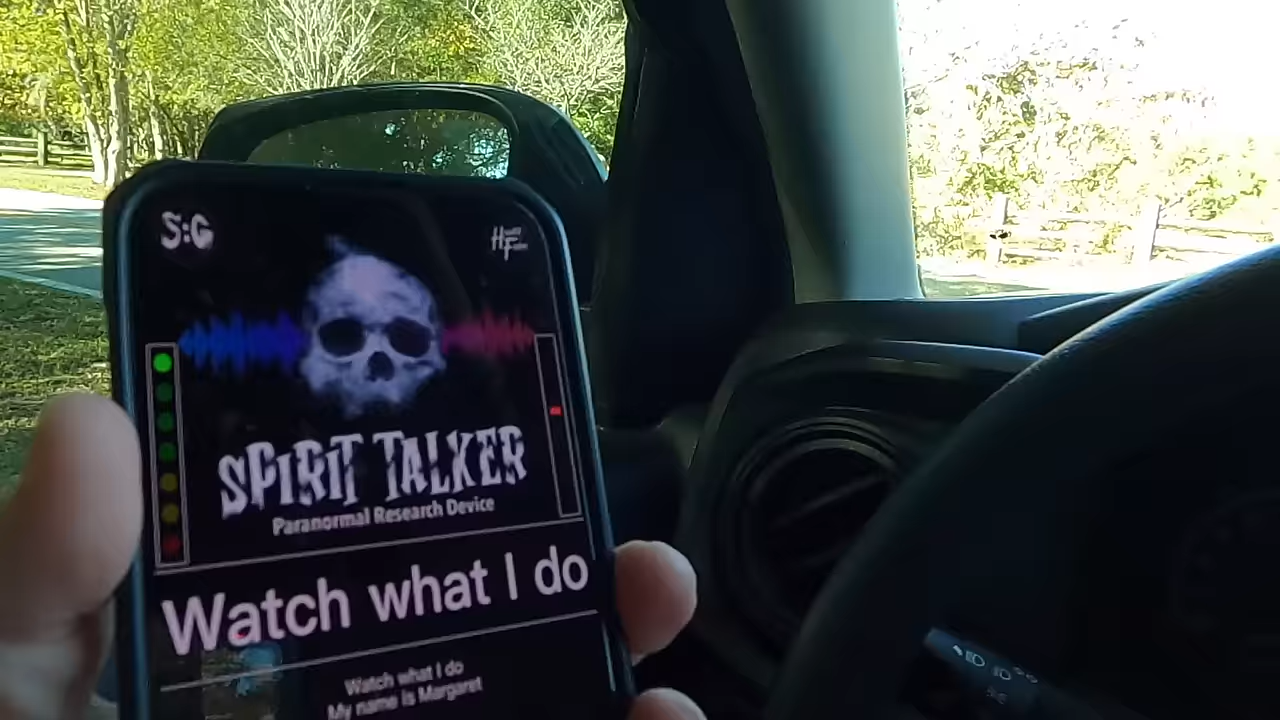 S:G
SPIRIT TALKER
Paranormal Research Device
Watch what I do
Watch what I do
My name is Margaret